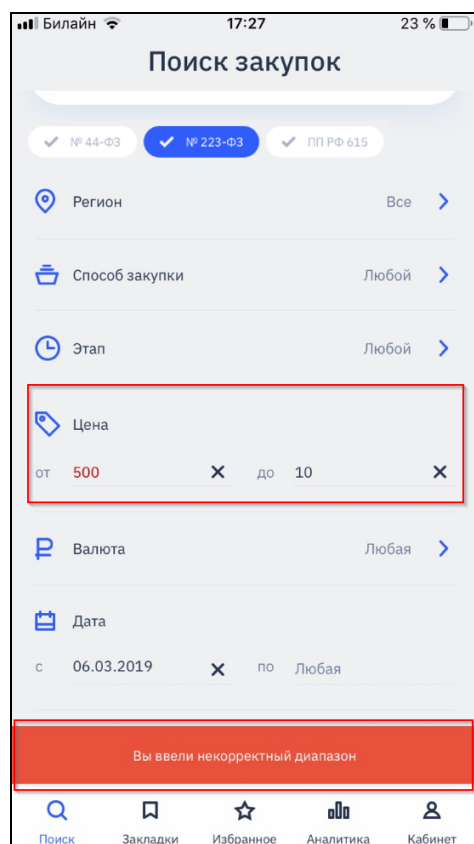 Билайн 17:27 23 %
Поиск закупок
№ 44-ФЗ № 223-ФЗ ПП РФ 615
Регион Все
Способ закупки Любой
Этап Любой
Цена
от 500 до 10
Валюта Любая
Дата
с 06.03.2019 по Любая
Вы ввели некорректный диапазон
Поиск Закладки Избранное Аналитика Кабинет